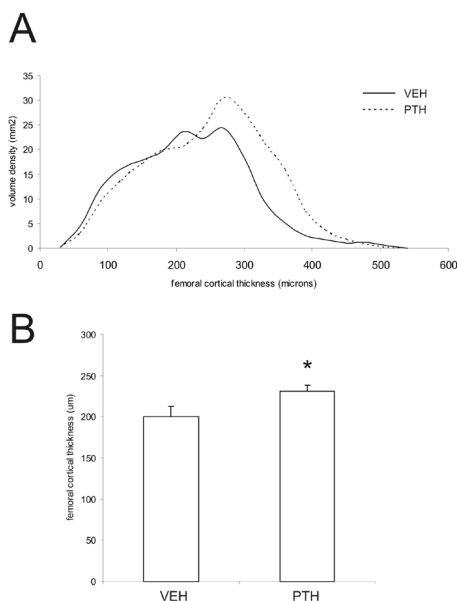 A
35
30
25
20
15
10
5
0
volume density (mm2)
VEH
PTH
0 100 200 300 400 500 600
femoral cortical thickness (microns)
B
300
250
200
150
100
50
0
femoral cortical thickness (um)
*
VEH PTH